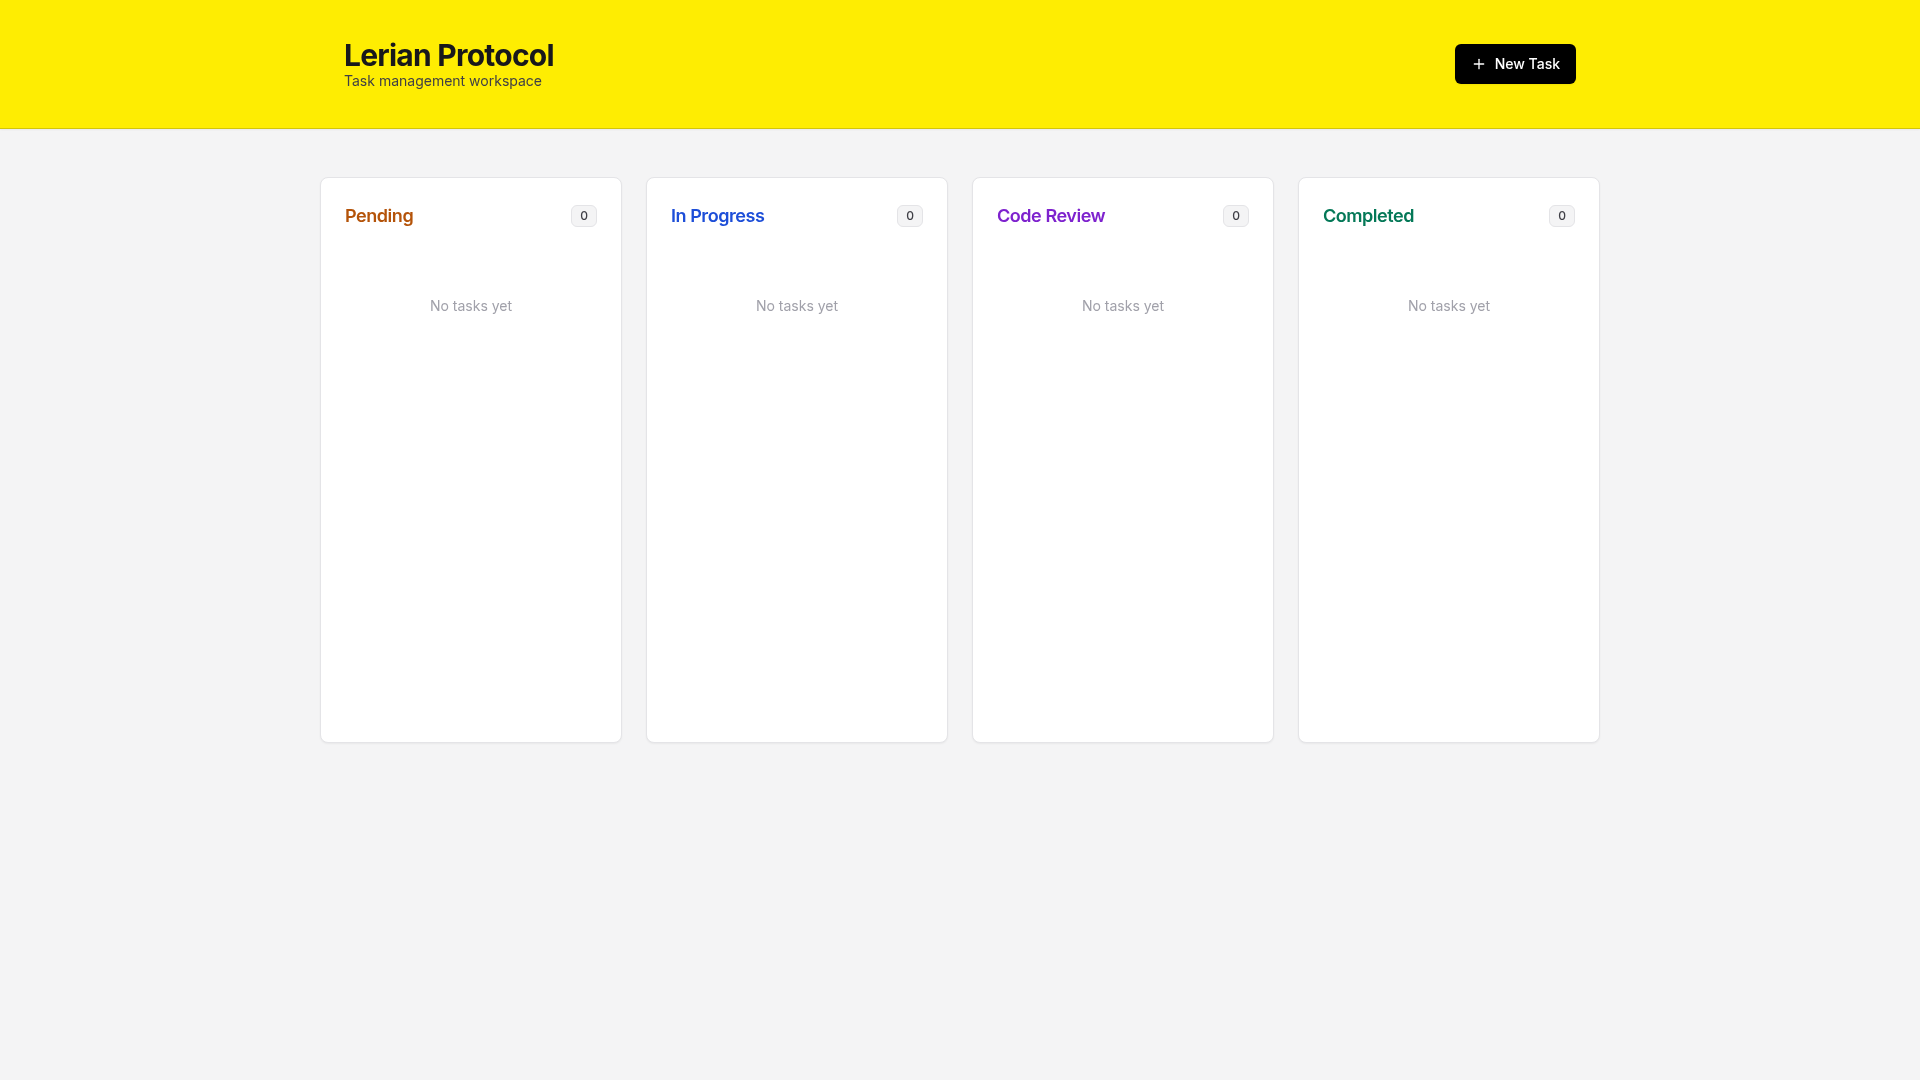 Lerian Protocol
Task management workspace
New Task
Pending 0
No tasks yet
In Progress 0
No tasks yet
Code Review 0
No tasks yet
Completed 0
No tasks yet